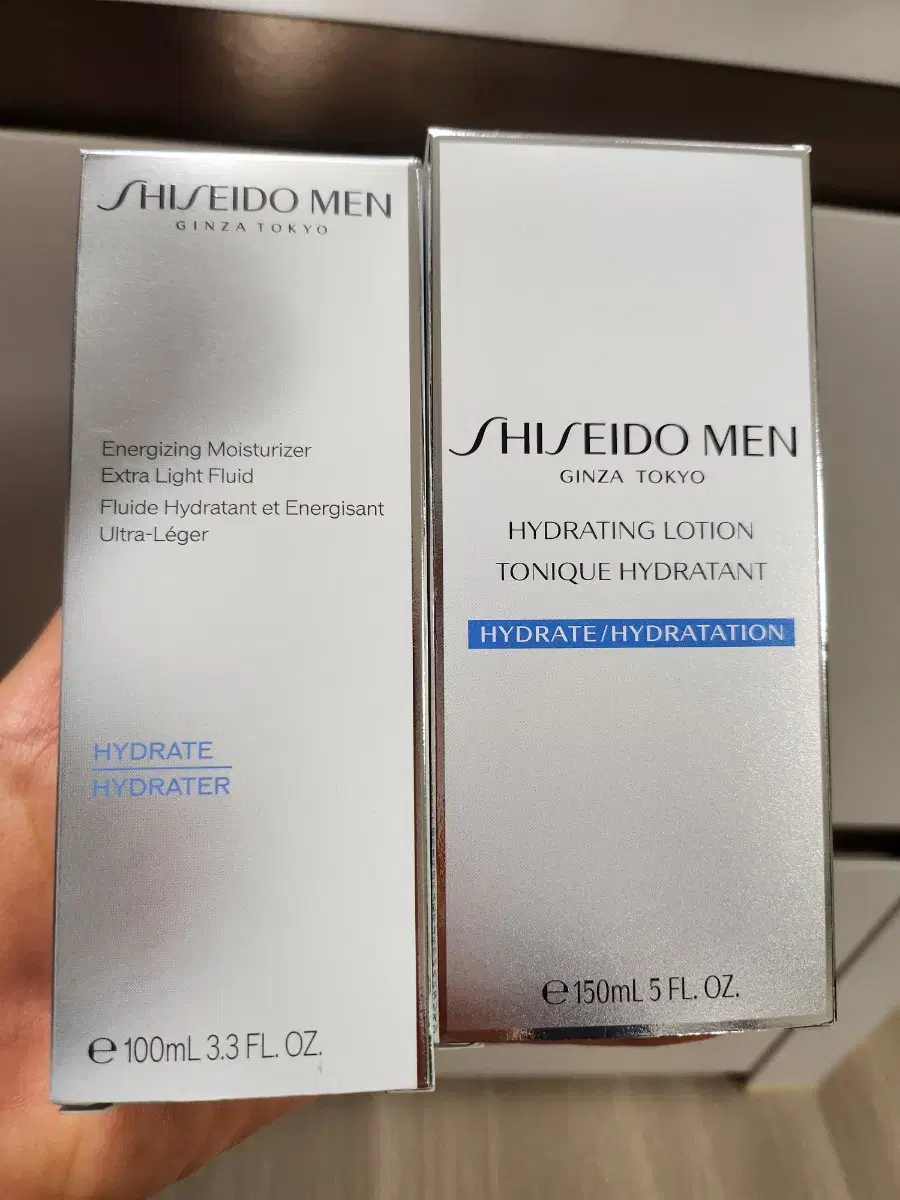 SHISEIDO MEN
GINZA TOKYO
Energizing Moisturizer
Extra Light Fluid
Fluide Hydratant et Energisant
Ultra-Léger
HYDRATE
HYDRATER
℮ 100mL 3.3 FL. OZ.
SHISEIDO MEN
GINZA TOKYO
HYDRATING LOTION
TONIQUE HYDRATANT
HYDRATE/HYDRATATION
℮ 150mL 5 FL. OZ.